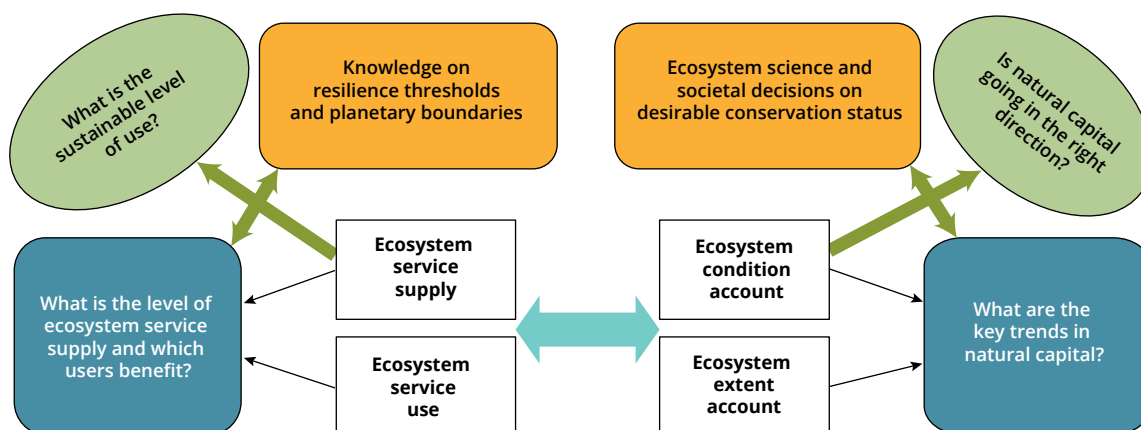 What is the
sustainable level
of use?
Knowledge on
resilience thresholds
and planetary boundaries
Ecosystem science and
societal decisions on
desirable conservation status
Is natural capital
going in the right
direction?
Ecosystem
service
supply
Ecosystem
condition
account
What is the level of
ecosystem service
supply and which
users benefit?
What are the
key trends in
natural capital?
Ecosystem
service
use
Ecosystem
extent
account